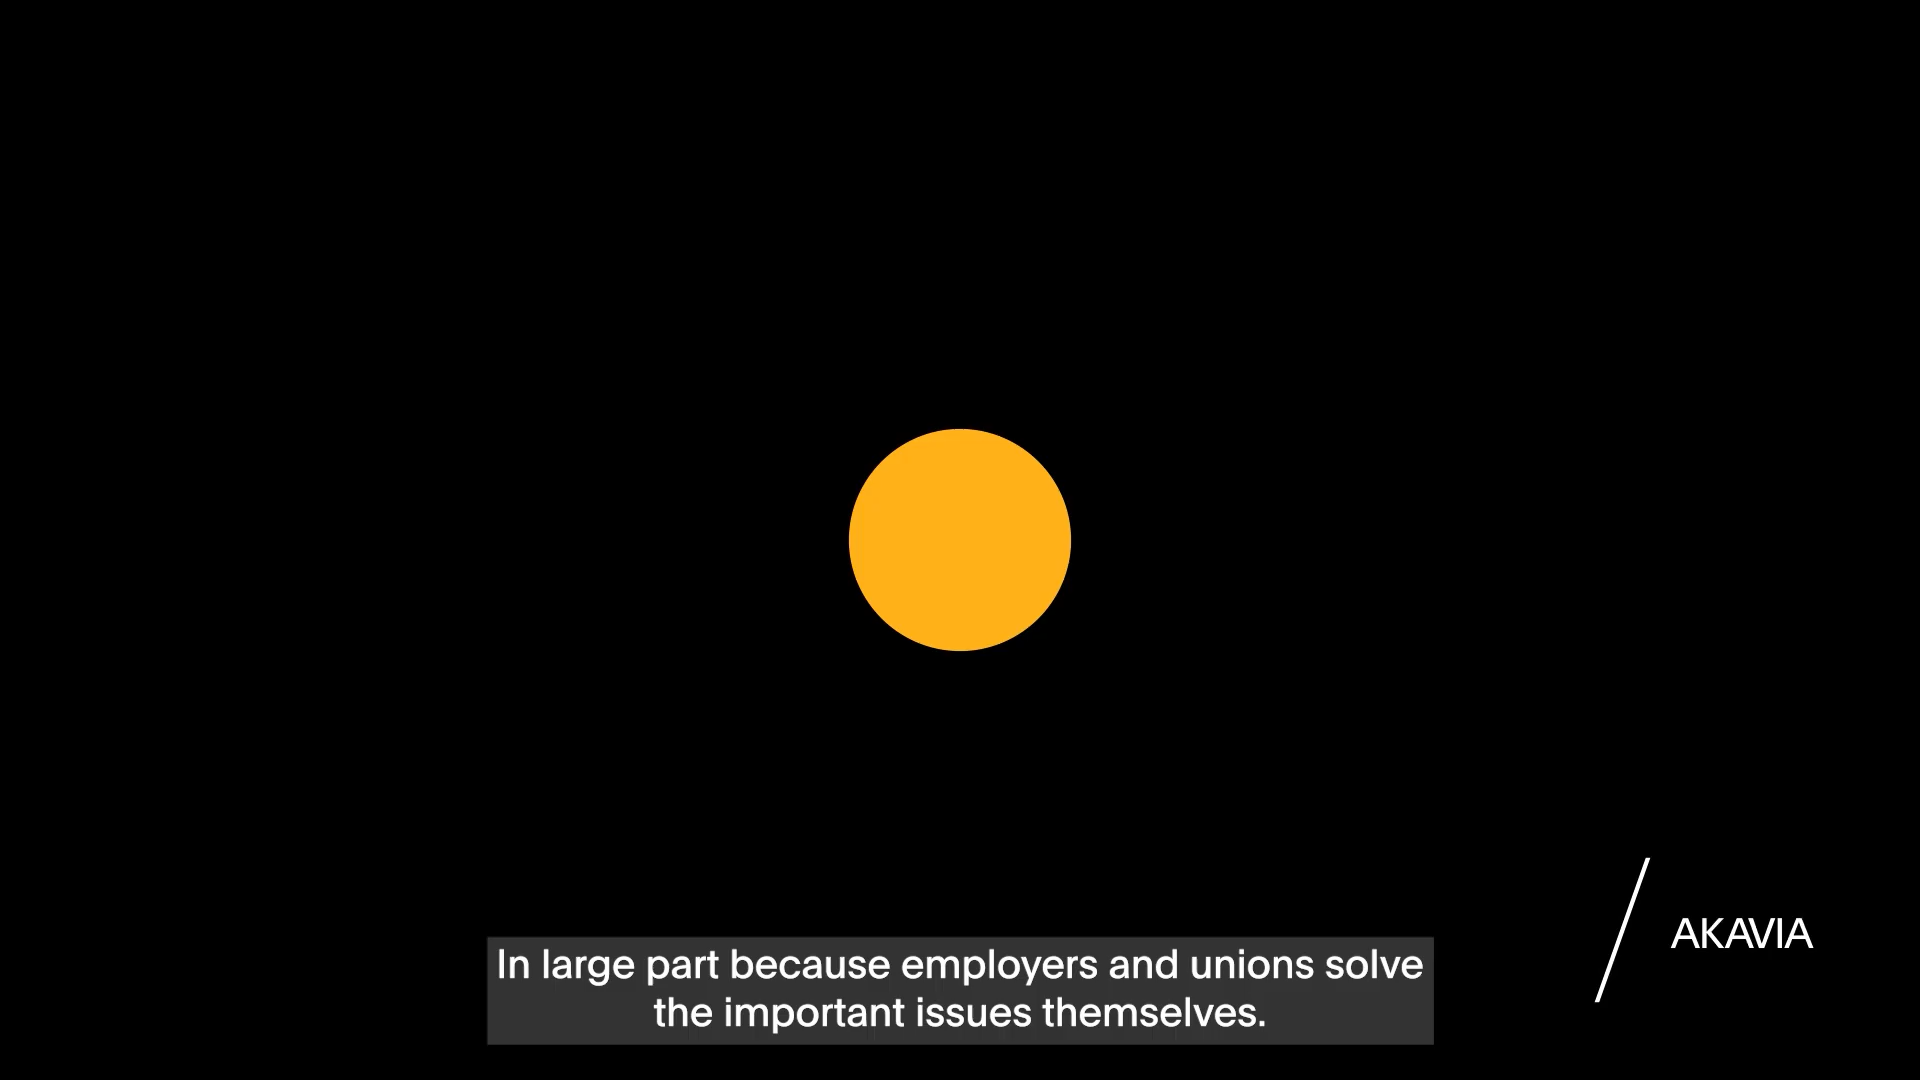 AKAVIA
In large part because employers and unions solve
the important issues themselves.